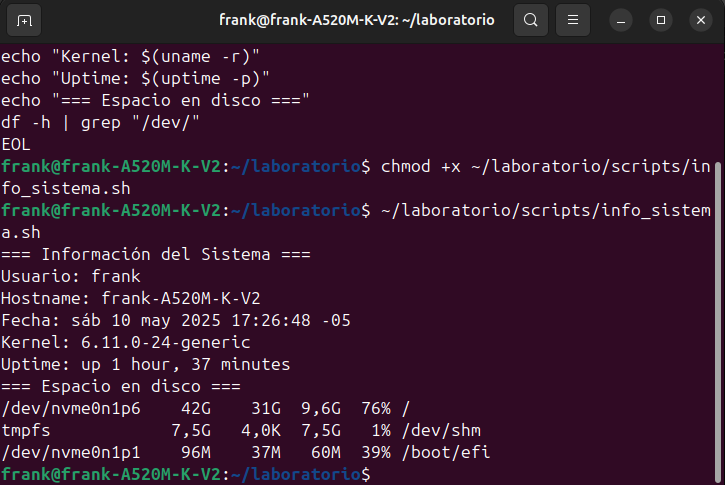 frank@frank-A520M-K-V2: ~/laboratorio
echo "Kernel: $(uname -r)"
echo "Uptime: $(uptime -p)"
echo "=== Espacio en disco ==="
df -h | grep "/dev/"
EOL
frank@frank-A520M-K-V2:~/laboratorio$ chmod +x ~/laboratorio/scripts/in
fo_sistema.sh
frank@frank-A520M-K-V2:~/laboratorio$ ~/laboratorio/scripts/info_sistem
a.sh
=== Información del Sistema ===
Usuario: frank
Hostname: frank-A520M-K-V2
Fecha: sáb 10 may 2025 17:26:48 -05
Kernel: 6.11.0-24-generic
Uptime: up 1 hour, 37 minutes
=== Espacio en disco ===
/dev/nvme0n1p6    42G    31G  9,6G  76% /
tmpfs            7,5G   4,0K  7,5G   1% /dev/shm
/dev/nvme0n1p1    96M    37M   60M  39% /boot/efi
frank@frank-A520M-K-V2:~/laboratorio$